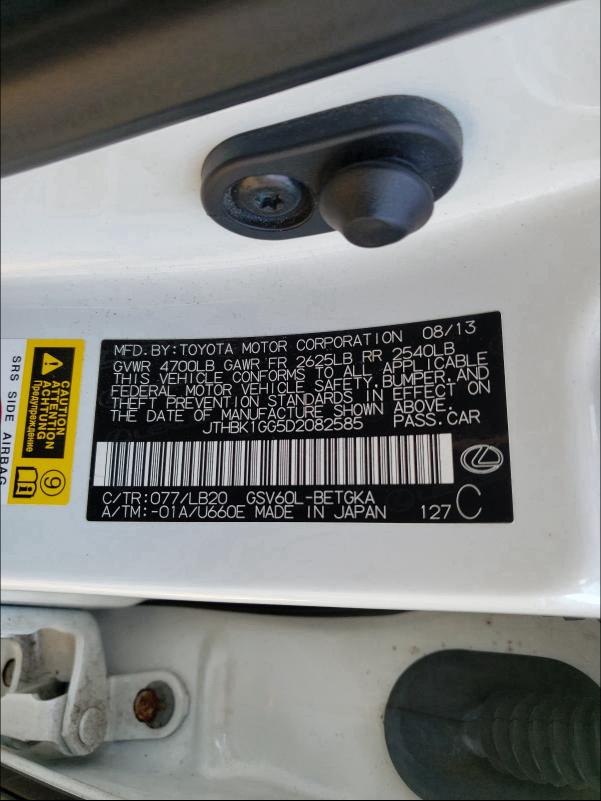 MFD.BY:TOYOTA MOTOR CORPORATION 08/13
GVWR 4700LB GAWR FR 2625LB RR 2540LB
THIS VEHICLE CONFORMS TO ALL APPLICABLE
FEDERAL MOTOR VEHICLE SAFETY,BUMPER,AND
THEFT PREVENTION STANDARDS IN EFFECT ON
THE DATE OF MANUFACTURE SHOWN ABOVE.
JTHBK1GG5D2082585 PASS.CAR
C/TR:077/LB20 GSV60L-BETGKA
A/TM:-01A/U660E MADE IN JAPAN 127 C
SRS SIDE AIRBAG
CAUTION
ATTENTION
ACHTUNG
Предупреждение
9